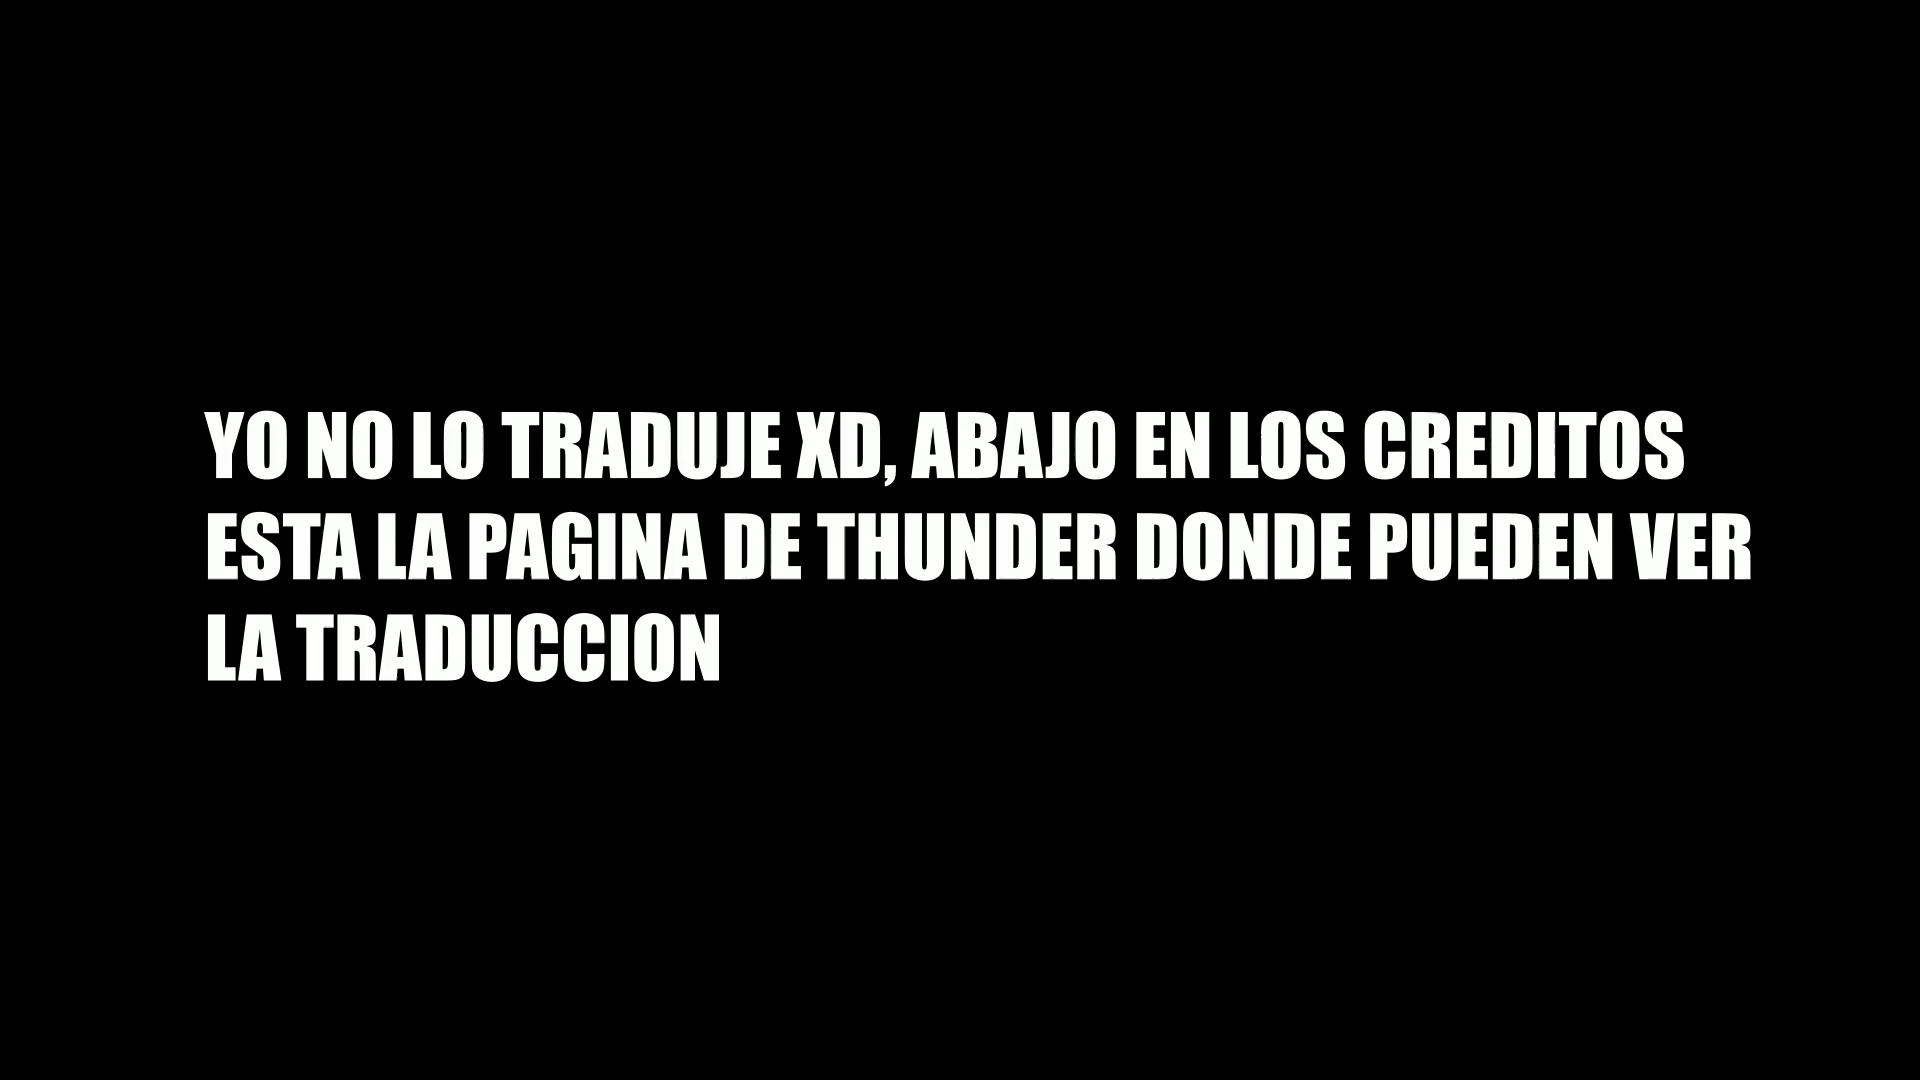 YO NO LO TRADUJE XD, ABAJO EN LOS CREDITOS
ESTA LA PAGINA DE THUNDER DONDE PUEDEN VER
LA TRADUCCION